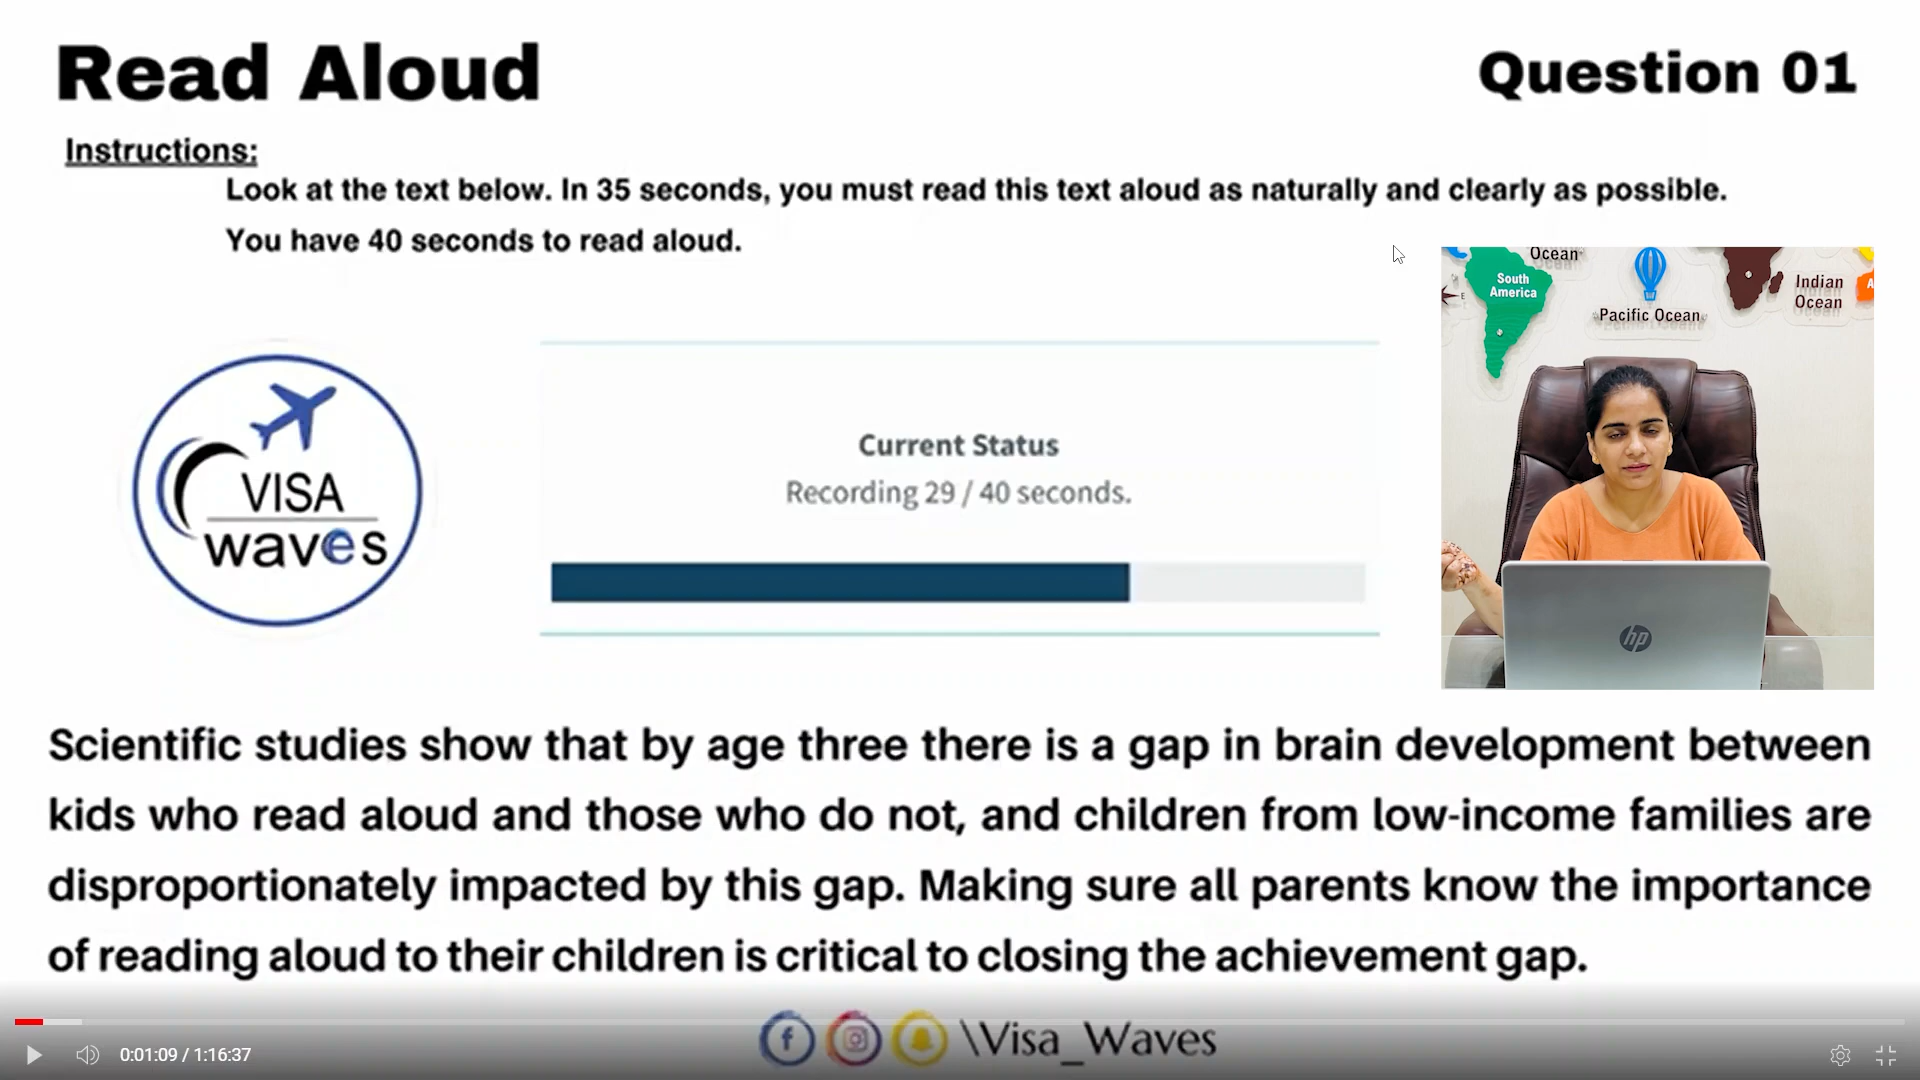 Read Aloud
Question 01
Instructions:
Look at the text below. In 35 seconds, you must read this text aloud as naturally and clearly as possible.
You have 40 seconds to read aloud.
Ocean
South
America
Pacific Ocean
Indian
Ocean
A
E
VISA
waves
Current Status
Recording 29 / 40 seconds.
hp
Scientific studies show that by age three there is a gap in brain development between
kids who read aloud and those who do not, and children from low-income families are
disproportionately impacted by this gap. Making sure all parents know the importance
of reading aloud to their children is critical to closing the achievement gap.
\Visa_Waves
0:01:09 / 1:16:37